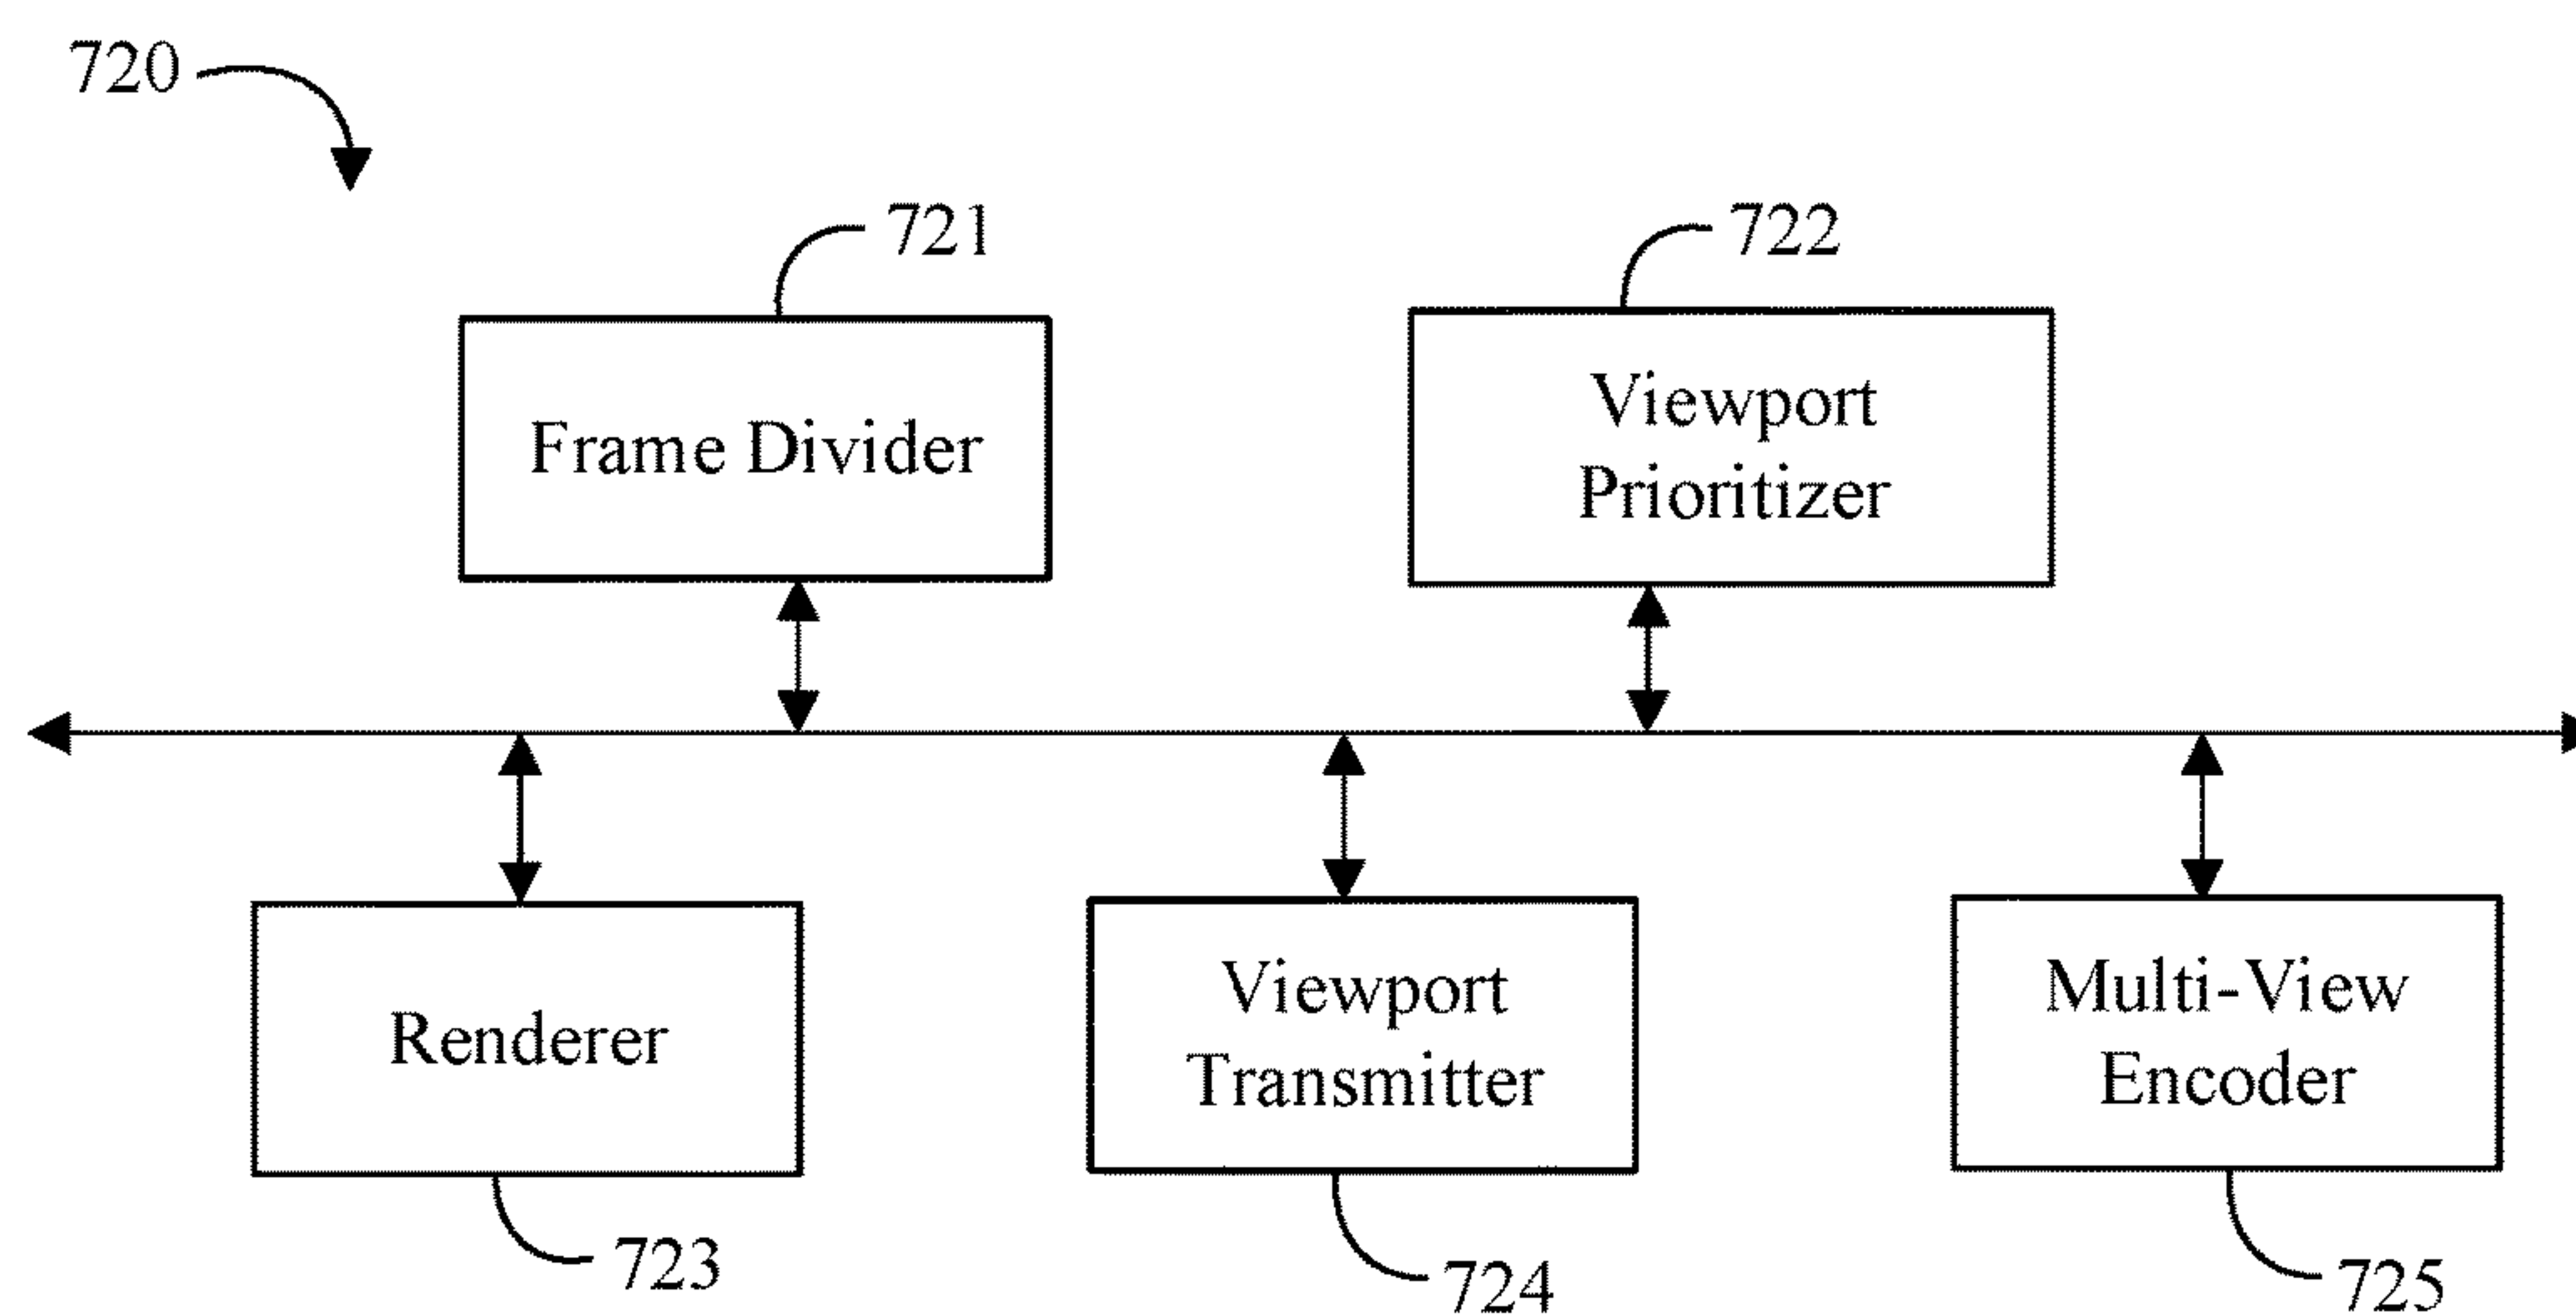 720
721
722
Frame Divider
Viewport
Prioritizer
Renderer
Viewport
Transmitter
Multi-View
Encoder
723
724
725